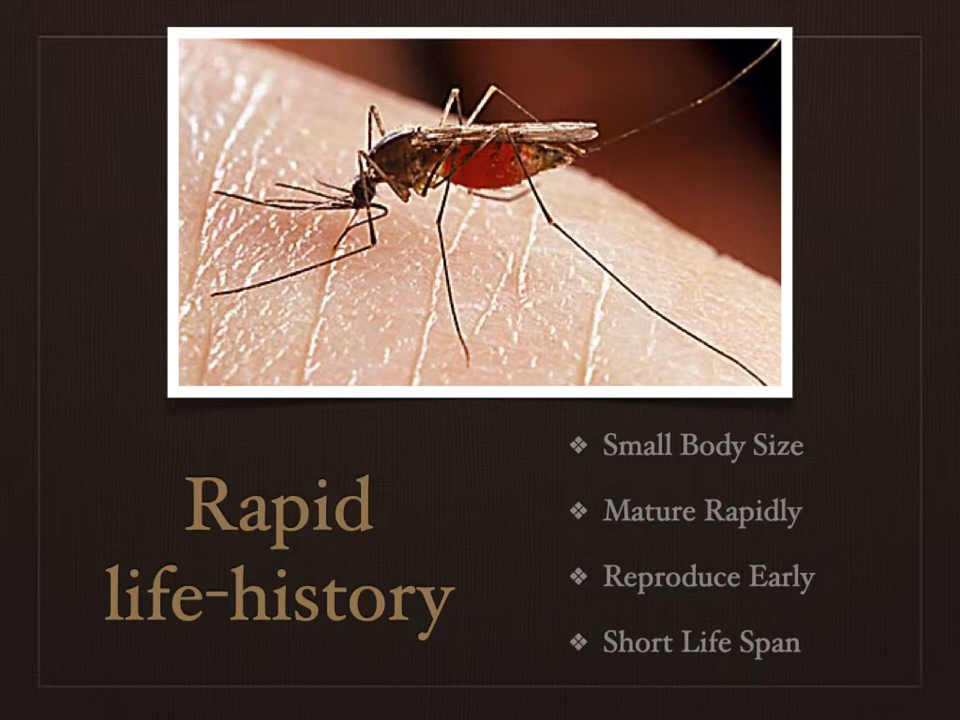 Rapid
life-history
❖ Small Body Size
❖ Mature Rapidly
❖ Reproduce Early
❖ Short Life Span